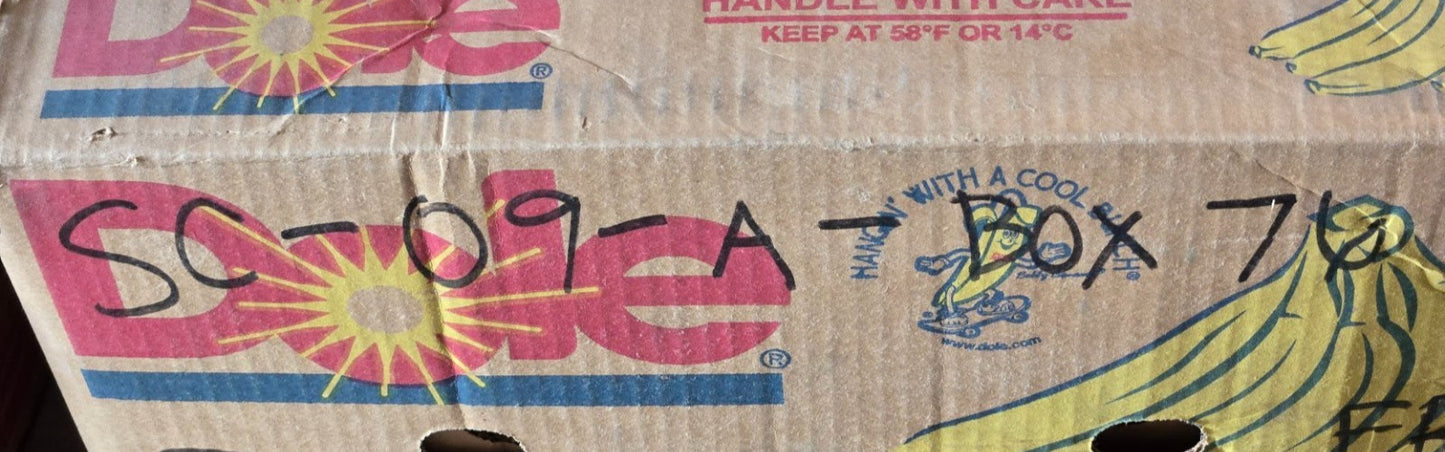 Dole®
HANDLE WITH CARE
KEEP AT 58°F OR 14°C
Dole®
HANGIN' WITH A COOL BUNCH®
www.dole.com
SC-09-A-BOX 76